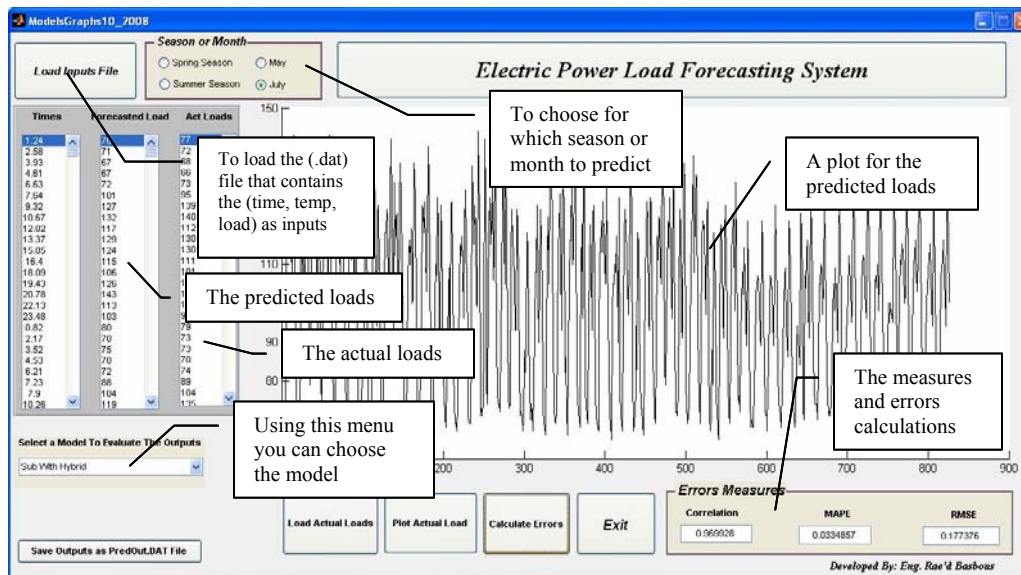 ModelsGraphs10_2008
Load Inputs File
Season or Month
Spring Season
May
Summer Season
July
Electric Power Load Forecasting System
Times
Forecasted Load
Act Loads
1.24 76 77
2.58 71 72
3.93 67 68
4.61 67 66
6.63 72 73
7.64 101 95
9.32 127 139
10.67 132 140
12.02 117 112
13.37 129 130
15.05 124 130
16.4 115 111
18.09 106 101
19.43 126
20.78 143
22.13 113
23.48 103
0.82 80 79
2.17 70 73
3.52 75 73
4.53 70 70
6.21 72 74
7.23 88 89
7.9 104 104
10.26 119 135
To load the (.dat)
file that contains
the (time, temp,
load) as inputs
To choose for
which season or
month to predict
A plot for the
predicted loads
The predicted loads
The actual loads
The measures
and errors
calculations
Using this menu
you can choose
the model
150
110
90
80
200 300 400 500 600 700 800 900
Select a Model To Evaluate The Outputs
Sub With Hybrid
Save Outputs as PredOut.DAT File
Load Actual Loads
Plot Actual Load
Calculate Errors
Exit
Errors Measures
Correlation MAPE RMSE
0.969928 0.0334857 0.177376
Developed By: Eng. Rae'd Basbous